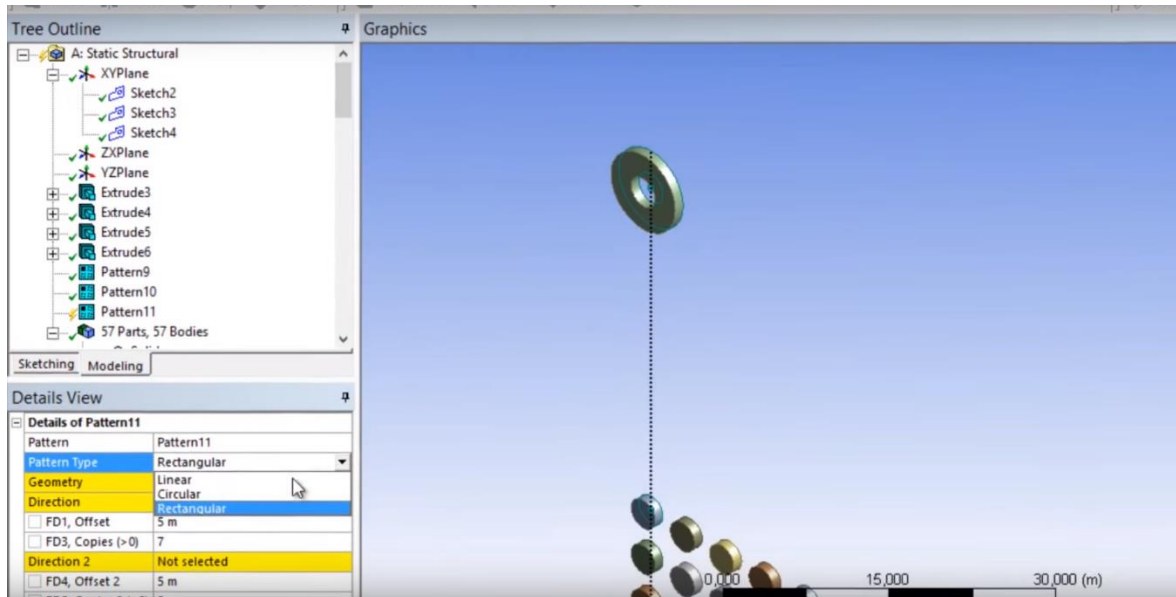 Tree Outline
Graphics
A: Static Structural
XYPlane
Sketch2
Sketch3
Sketch4
ZXPlane
YZPlane
Extrude3
Extrude4
Extrude5
Extrude6
Pattern9
Pattern10
Pattern11
57 Parts, 57 Bodies
Sketching Modeling
Details View
Details of Pattern11
Pattern Pattern11
Pattern Type Rectangular
Geometry Linear
Circular
Direction Rectangular
FD1, Offset 5 m
FD3, Copies (>0) 7
Direction 2 Not selected
FD4, Offset 2 5 m
0,000 15,000 30,000 (m)